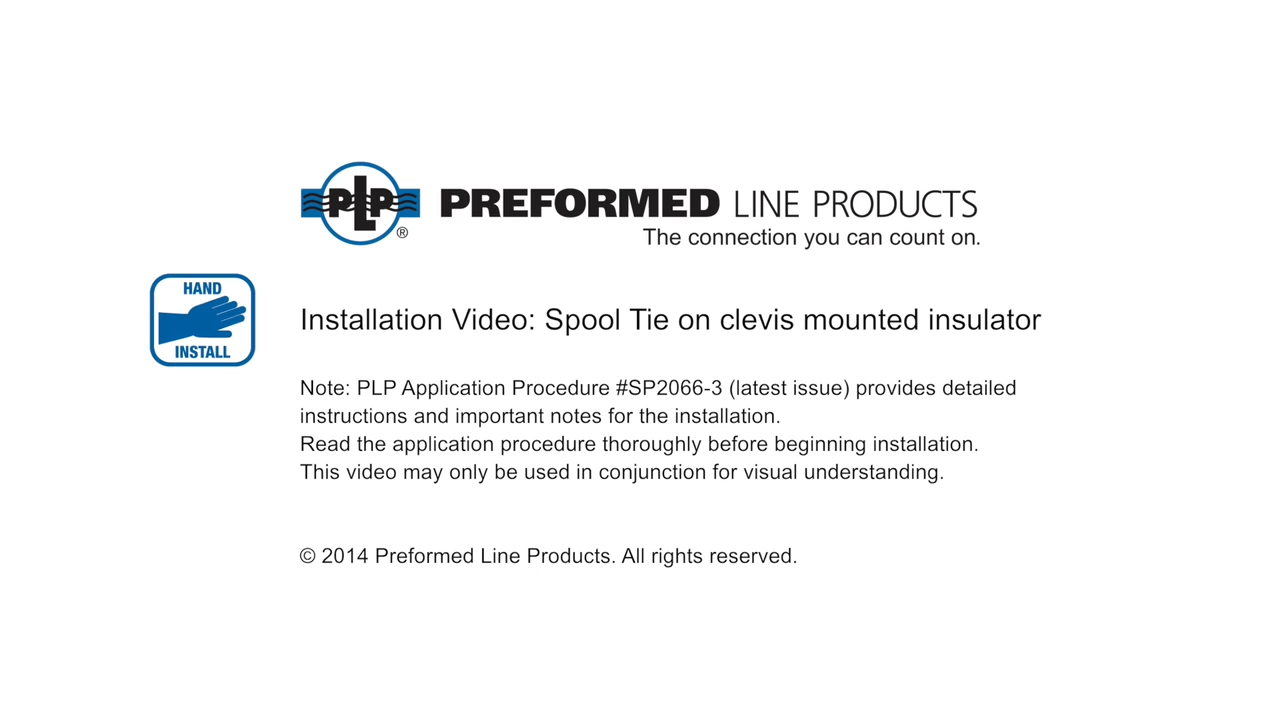 PLP®
PREFORMED LINE PRODUCTS
The connection you can count on.
HAND
INSTALL
Installation Video: Spool Tie on clevis mounted insulator
Note: PLP Application Procedure #SP2066-3 (latest issue) provides detailed
instructions and important notes for the installation.
Read the application procedure thoroughly before beginning installation.
This video may only be used in conjunction for visual understanding.
© 2014 Preformed Line Products. All rights reserved.